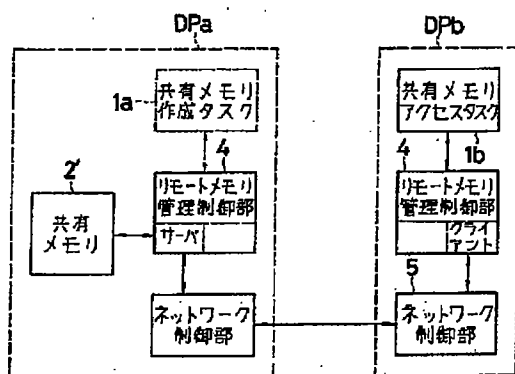 DPa
共有メモリ
作成タスク
1a
4
リモートメモリ
管理制御部
サーバ
2'
共有
メモリ
ネットワーク
制御部
DPb
共有メモリ
アクセスタスク
1b
4
リモートメモリ
管理制御部
クライ
アント
5
ネットワーク
制御部